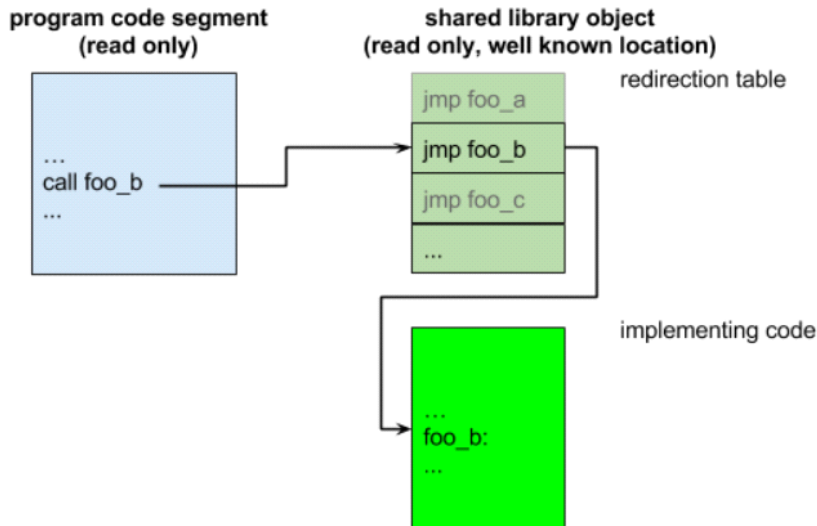 program code segment
(read only)
shared library object
(read only, well known location)
redirection table
jmp foo_a
jmp foo_b
jmp foo_c
...
...
call foo_b
...
implementing code
...
foo_b:
...